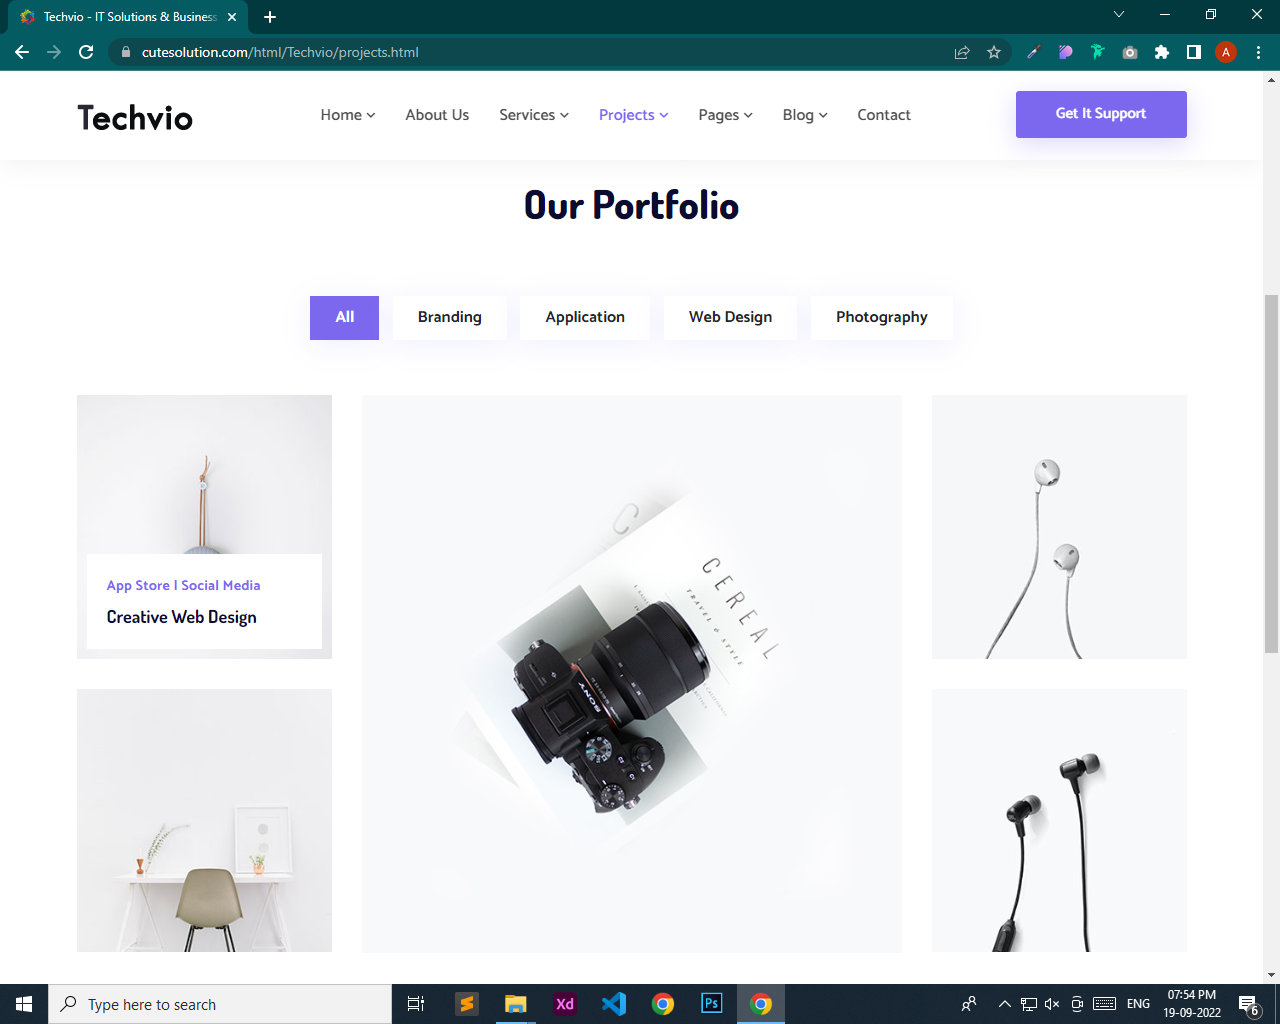 Techvio - IT Solutions & Business
cutesolution.com/html/Techvio/projects.html
A
Techvio
Home
About Us
Services
Projects
Pages
Blog
Contact
Get It Support
Our Portfolio
All
Branding
Application
Web Design
Photography
App Store | Social Media
Creative Web Design
CEREAL
TRAVEL & STYLE
SONY
Type here to search
Xd
Ps
ENG
07:54 PM
19-09-2022
6